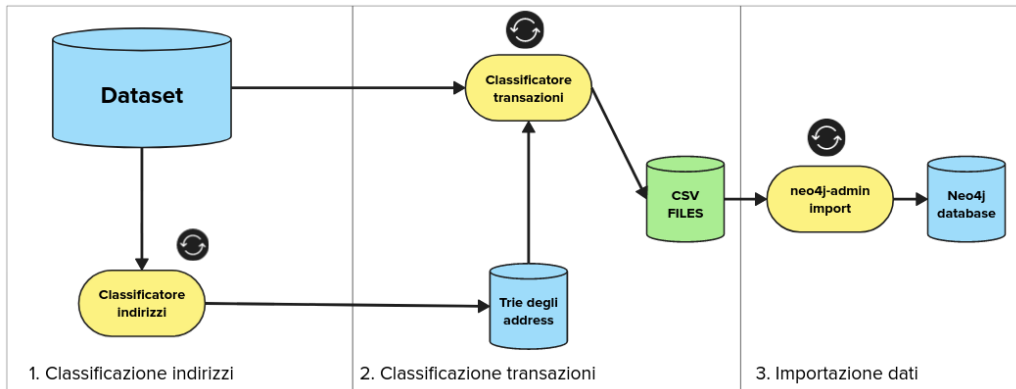 Dataset
Classificatore
transazioni
CSV
FILES
neo4j-admin
import
Neo4j
database
Classificatore
indirizzi
Trie degli
address
1. Classificazione indirizzi
2. Classificazione transazioni
3. Importazione dati